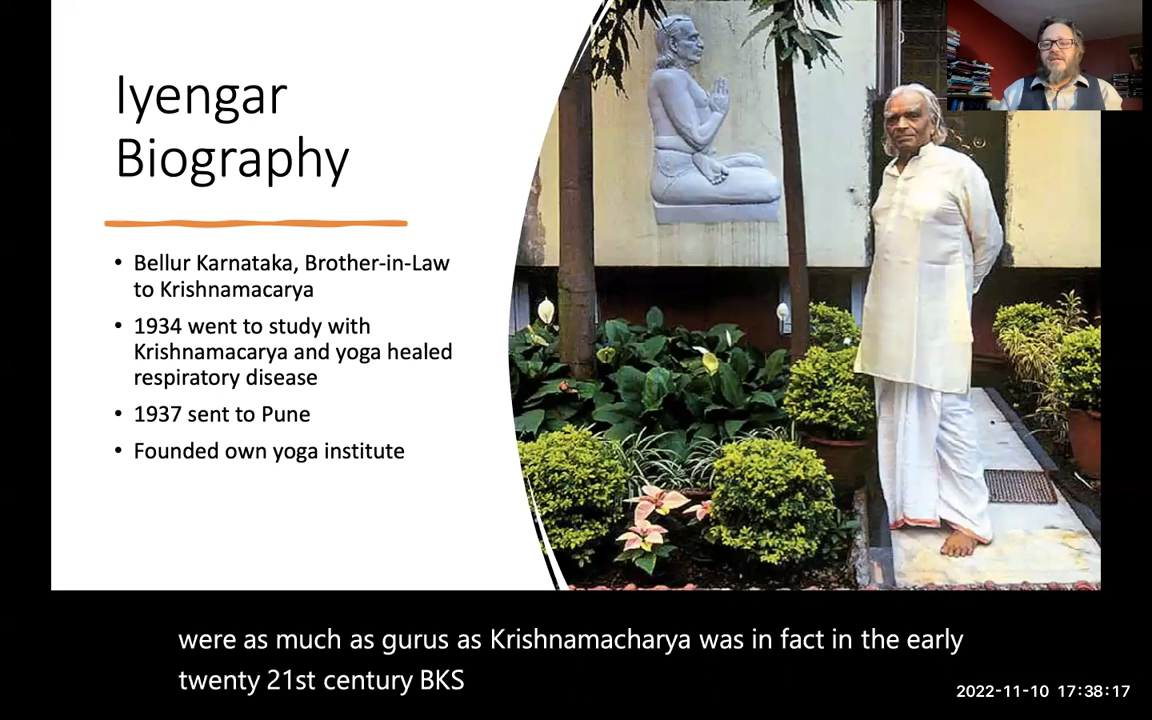 Iyengar
Biography
• Bellur Karnataka, Brother-in-Law
to Krishnamacarya
• 1934 went to study with
Krishnamacarya and yoga healed
respiratory disease
• 1937 sent to Pune
• Founded own yoga institute
were as much as gurus as Krishnamacharya was in fact in the early
twenty 21st century BKS
2022-11-10 17:38:17